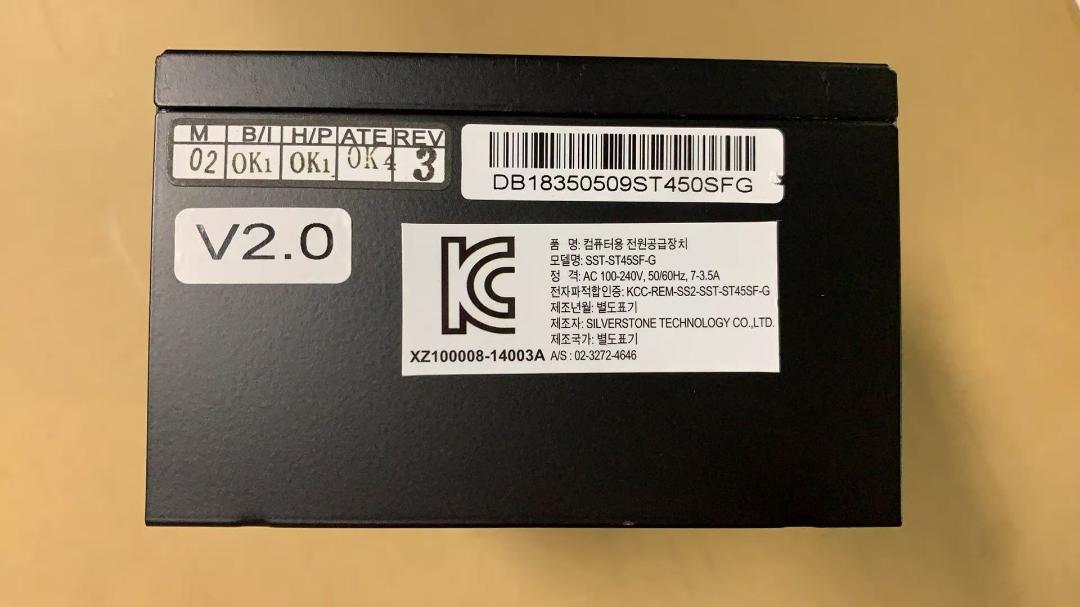 M B/I H/P ATE REV
02 OK1 OK1 OK4 3
DB18350509ST450SFG
V2.0
KC
품 명: 컴퓨터용 전원공급장치
모델명: SST-ST45SF-G
정 격: AC 100-240V, 50/60Hz, 7-3.5A
전자파적합인증: KCC-REM-SS2-SST-ST45SF-G
제조년월: 별도표기
제조자: SILVERSTONE TECHNOLOGY CO.,LTD.
제조국가: 별도표기
XZ100008-14003A A/S : 02-3272-4646